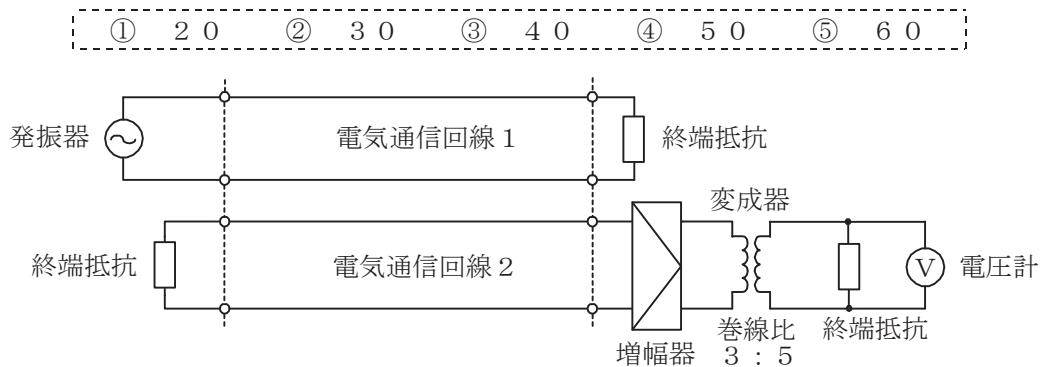 ① 20 ② 30 ③ 40 ④ 50 ⑤ 60
発振器
電気通信回線1
終端抵抗
変成器
終端抵抗
電気通信回線2
V
電圧計
巻線比
終端抵抗
増幅器
3:5